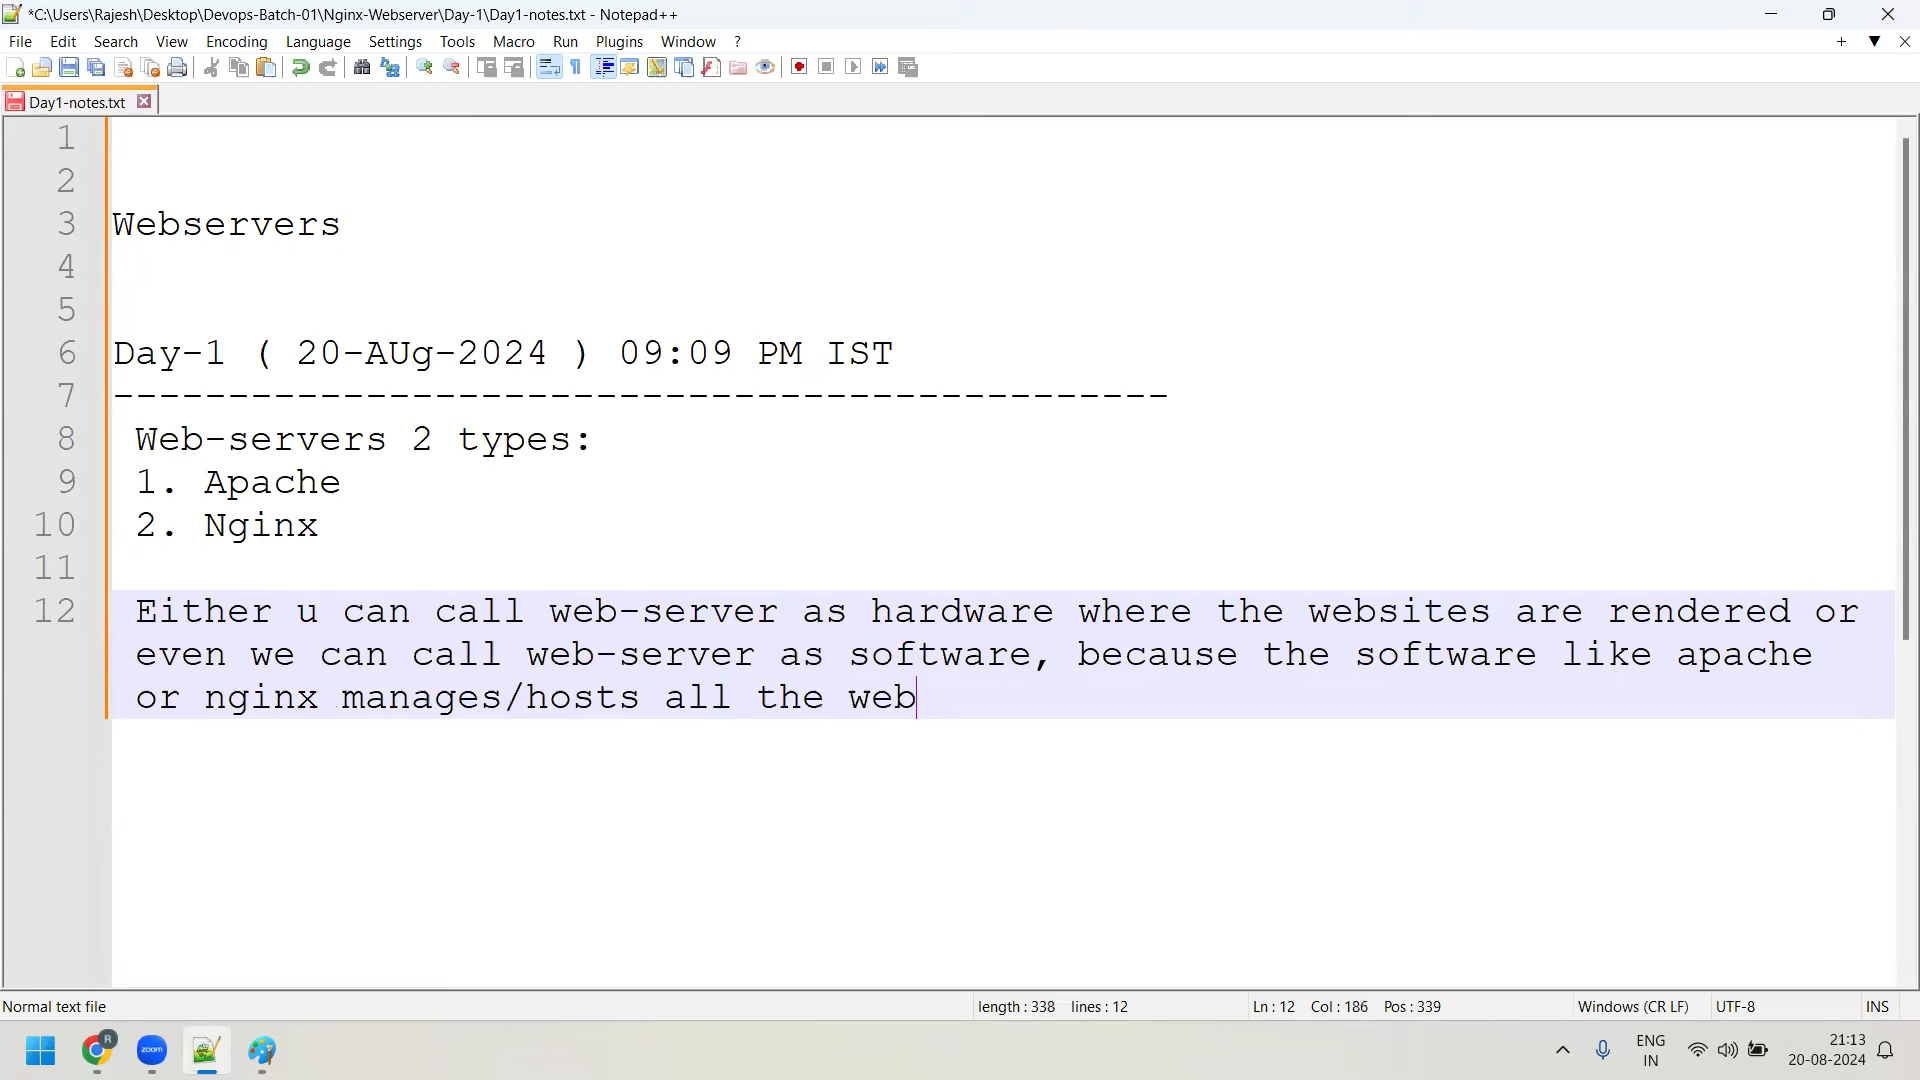 *C:\Users\Rajesh\Desktop\Devops-Batch-01\Nginx-Webserver\Day-1\Day1-notes.txt - Notepad++
File Edit Search View Encoding Language Settings Tools Macro Run Plugins Window ?
Day1-notes.txt
1
2
3 Webservers
4
5
6 Day-1 ( 20-AUg-2024 ) 09:09 PM IST
7 ----------------------------------------------
8 Web-servers 2 types:
9 1. Apache
10 2. Nginx
11
12 Either u can call web-server as hardware where the websites are rendered or
even we can call web-server as software, because the software like apache
or nginx manages/hosts all the web
Normal text file length : 338 lines : 12 Ln : 12 Col : 186 Pos : 339 Windows (CR LF) UTF-8 INS
R
zoom
ENG
IN
21:13
20-08-2024